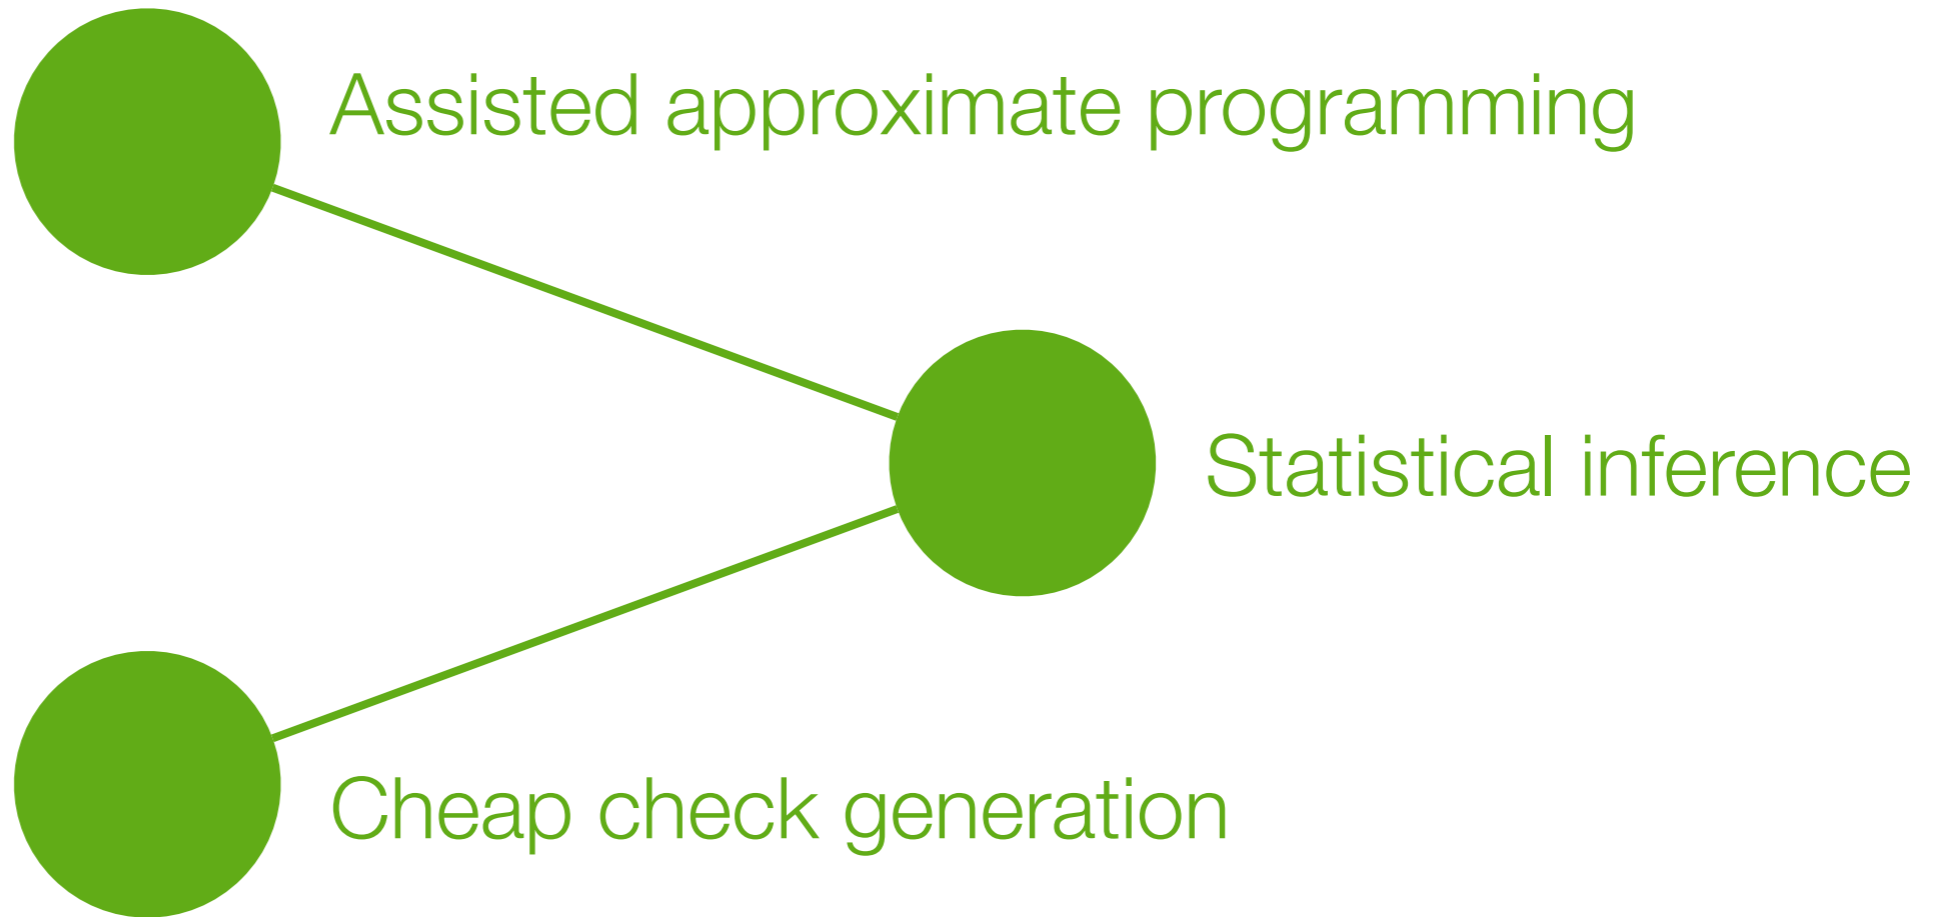 Assisted approximate programming
Statistical inference
Cheap check generation